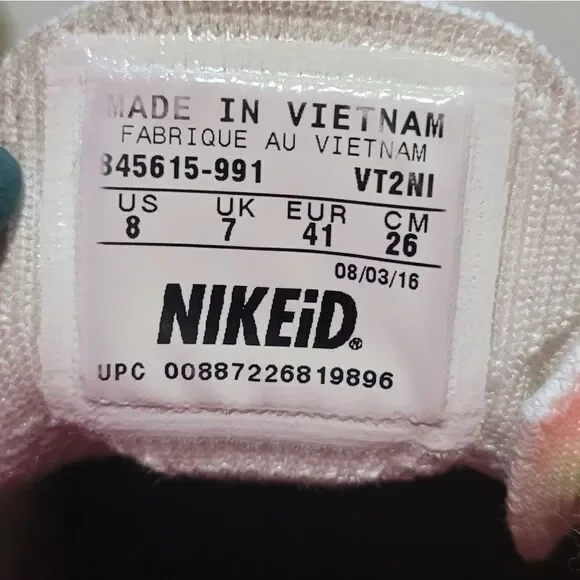 MADE IN VIETNAM
FABRIQUE AU VIETNAM
845615-991 VT2NI
US UK EUR CM
8 7 41 26
08/03/16
NIKEiD®
UPC 00887226819896